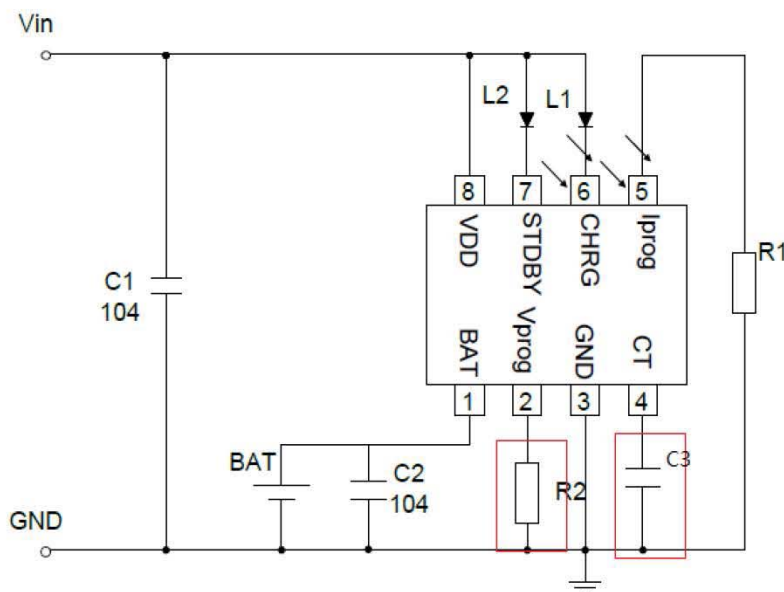 Vin
L2
L1
8
7
6
5
VDD
STDBY
CHRG
Iprog
R1
C1
104
BAT
Vprog
GND
CT
1
2
3
4
BAT
C2
104
R2
C3
GND